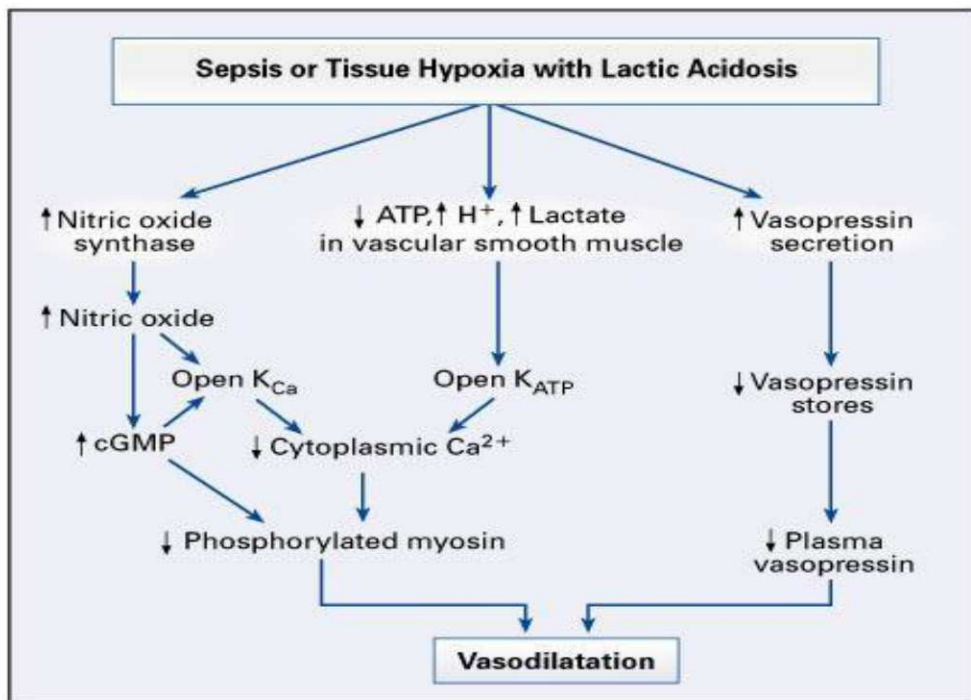 Sepsis or Tissue Hypoxia with Lactic Acidosis
↑ Nitric oxide
synthase
↓ ATP, ↑ H⁺, ↑ Lactate
in vascular smooth muscle
↑ Vasopressin
secretion
↑ Nitric oxide
Open K_Ca
Open K_ATP
↓ Vasopressin
stores
↑ cGMP
↓ Cytoplasmic Ca²⁺
↓ Phosphorylated myosin
↓ Plasma
vasopressin
Vasodilatation